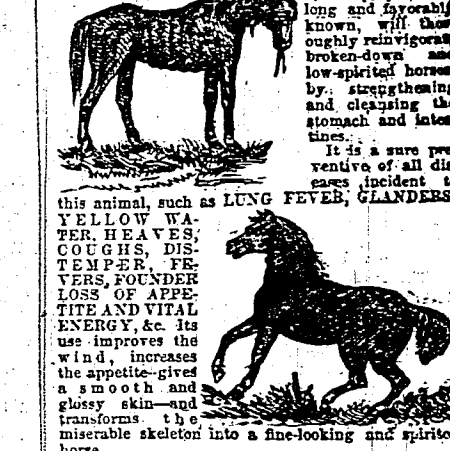 long and favorably
known, will thor
oughly reinvigorat
broken-down and
low-spirited horses
by strengthening
and cleansing th
stomach and intes
tines.
It is a sure pre
ventive of all dis
eases incident t
this animal, such as LUNG FEVER, GLANDERS
YELLOW WA-
TER, HEAVES,
COUGHS, DIS-
TEMPER, FE-
VERS, FOUNDER
LOSS OF APPE-
TITE AND VITAL
ENERGY, &c. Its
use improves the
wind, increases
the appetite—gives
a smooth and
glossy skin—and
transforms the
miserable skeleton into a fine-looking and spirite
horse.